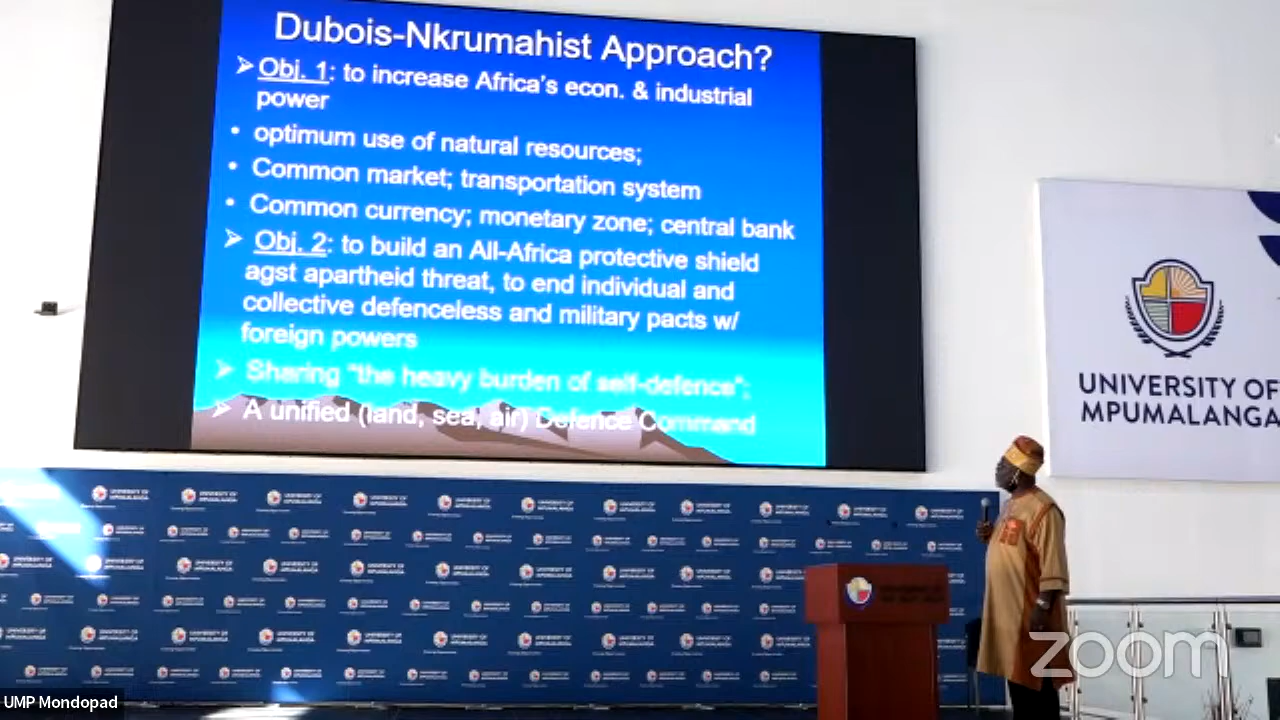 Dubois-Nkrumahist Approach?
➢ Obj. 1: to increase Africa's econ. & industrial
power
• optimum use of natural resources;
• Common market; transportation system
• Common currency; monetary zone; central bank
➢ Obj. 2: to build an All-Africa protective shield
agst apartheid threat, to end individual and
collective defenceless and military pacts w/
foreign powers
➢ Sharing "the heavy burden of self-defence";
➢ A unified (land, sea, air) Defence Command
UNIVERSITY OF
MPUMALANGA
UNIVERSITY OF
MPUMALANGA
zoom
UMP Mondopad